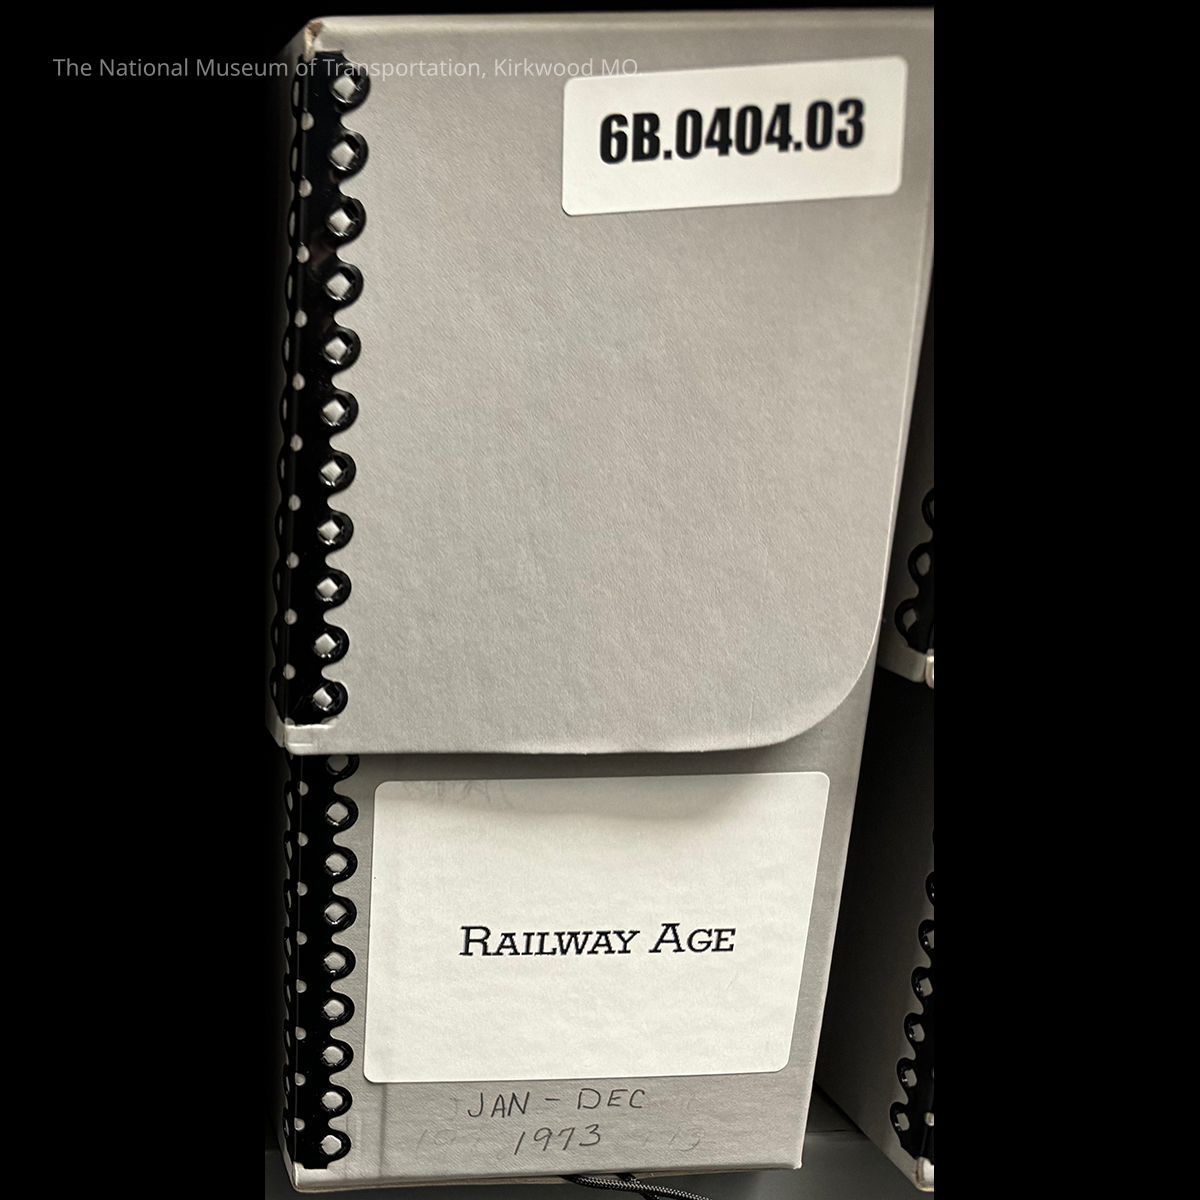 The National Museum of Transportation, Kirkwood MO.
6B.0404.03
RAILWAY AGE
JAN - DEC
1973